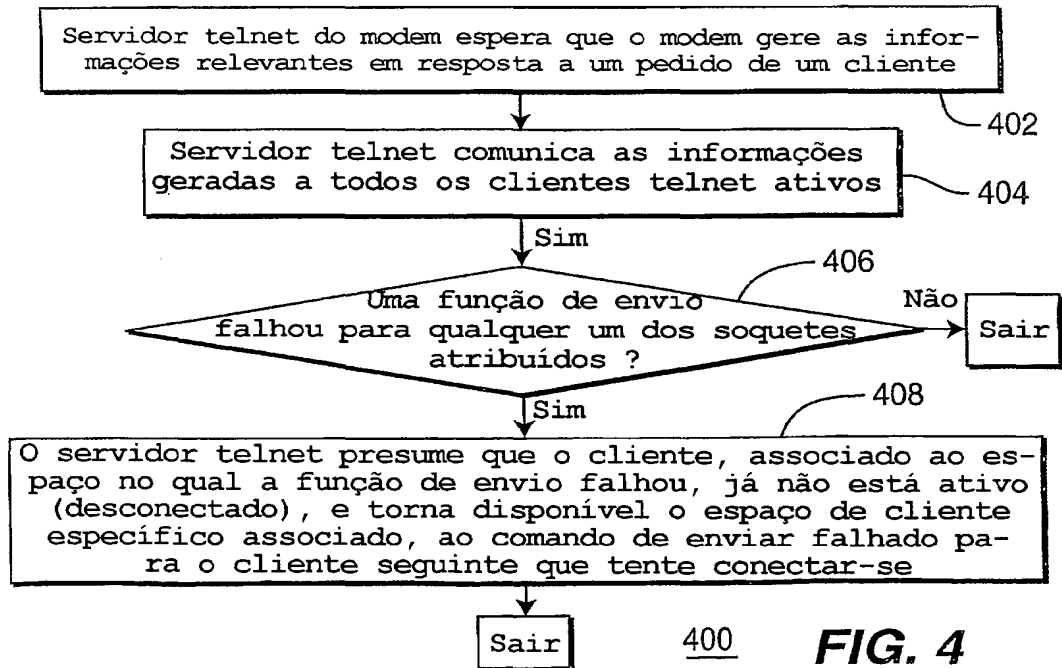 Servidor telnet do modem espera que o modem gere as infor-
mações relevantes em resposta a um pedido de um cliente
402
Servidor telnet comunica as informações
geradas a todos os clientes telnet ativos
404
Sim
406
Uma função de envio
falhou para qualquer um dos soquetes
atribuídos ?
Não
Sair
Sim
408
O servidor telnet presume que o cliente, associado ao es-
paço no qual a função de envio falhou, já não está ativo
(desconectado), e torna disponível o espaço de cliente
específico associado, ao comando de enviar falhado pa-
ra o cliente seguinte que tente conectar-se
Sair
400
FIG. 4